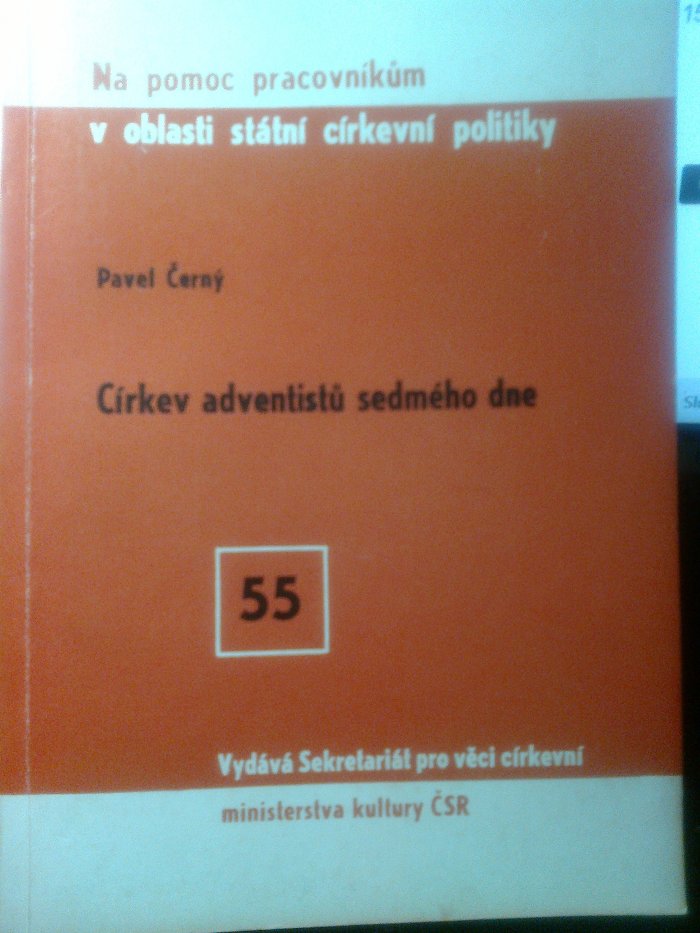 Na pomoc pracovníkům
v oblasti státní církevní politiky
Pavel Černý
Církev adventistů sedmého dne
55
Vydává Sekretariát pro věci církevní
ministerstva kultury ČSR